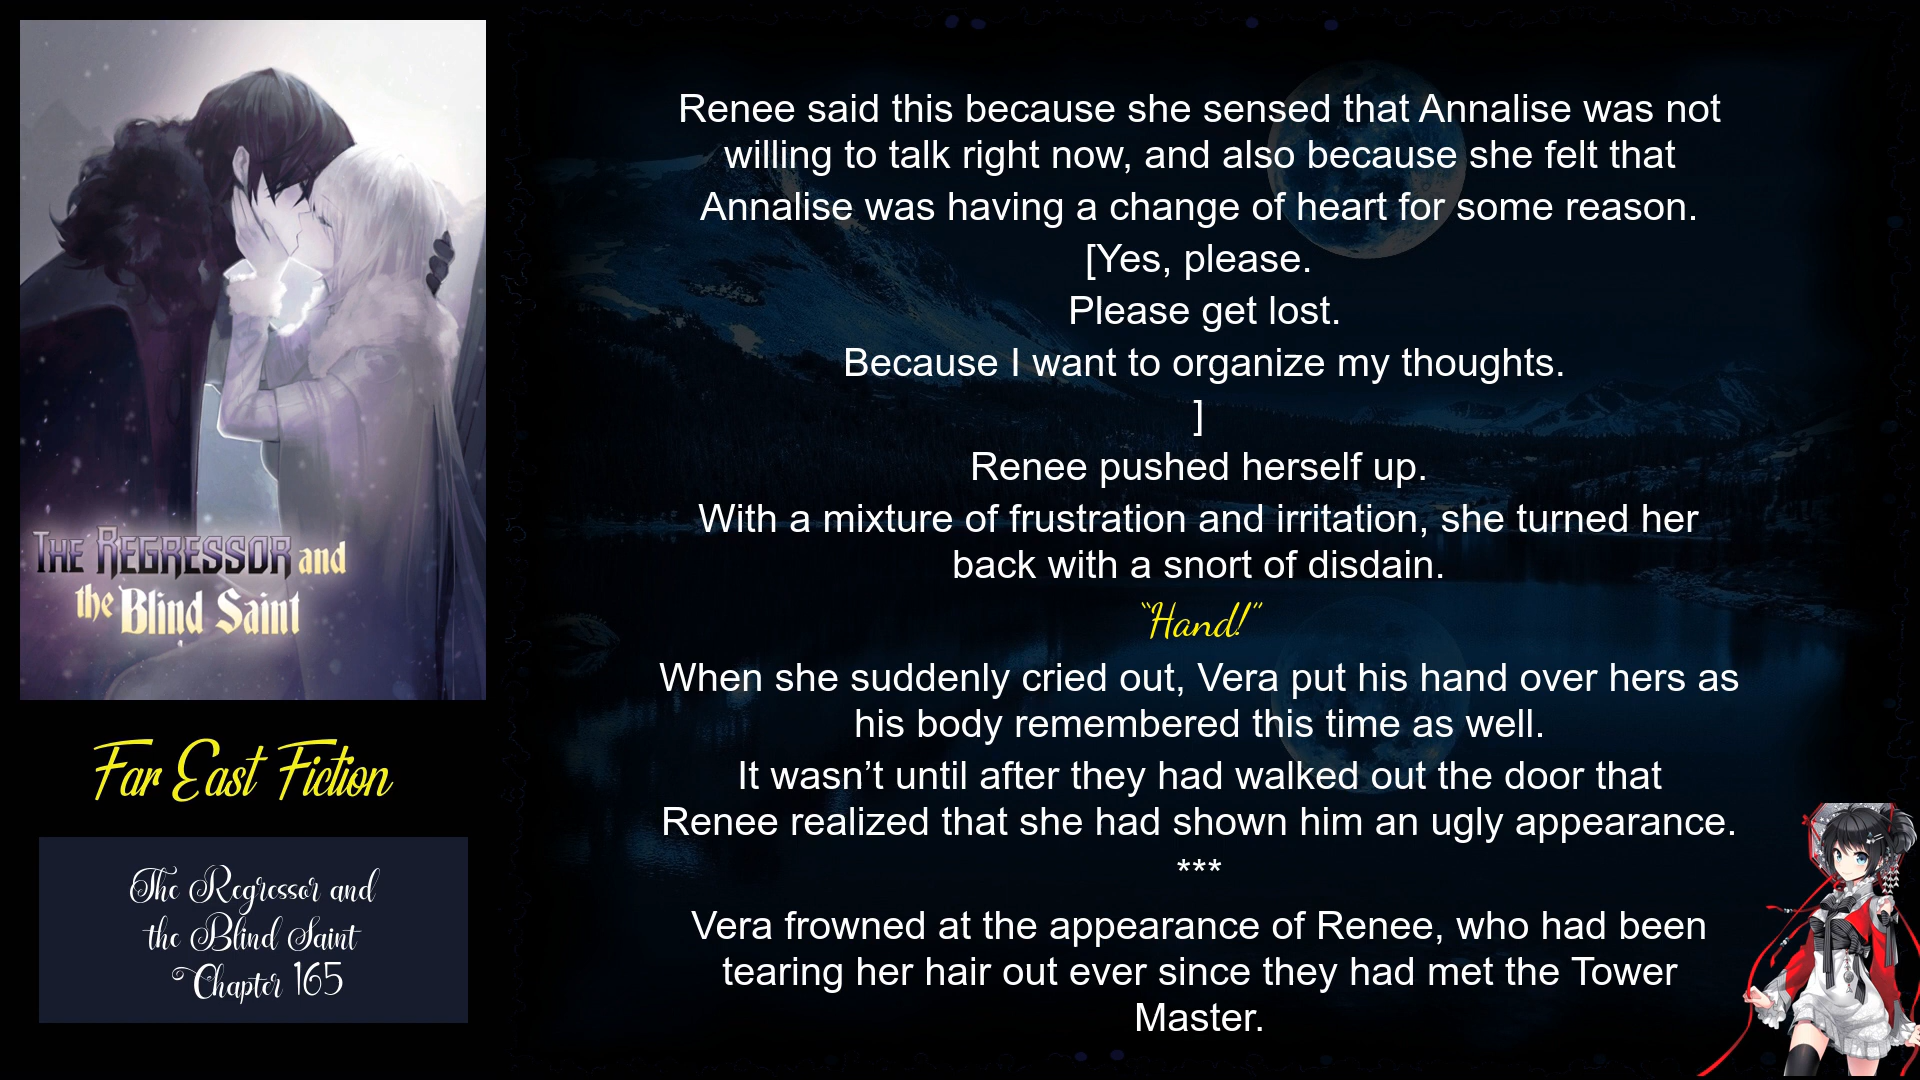 THE REGRESSOR and
the Blind Saint
Far East Fiction
The Regressor and
the Blind Saint
Chapter 165
Renee said this because she sensed that Annalise was not
willing to talk right now, and also because she felt that
Annalise was having a change of heart for some reason.
[Yes, please.
Please get lost.
Because I want to organize my thoughts.
]
Renee pushed herself up.
With a mixture of frustration and irritation, she turned her
back with a snort of disdain.
“Hand!”
When she suddenly cried out, Vera put his hand over hers as
his body remembered this time as well.
It wasn’t until after they had walked out the door that
Renee realized that she had shown him an ugly appearance.
***
Vera frowned at the appearance of Renee, who had been
tearing her hair out ever since they had met the Tower
Master.